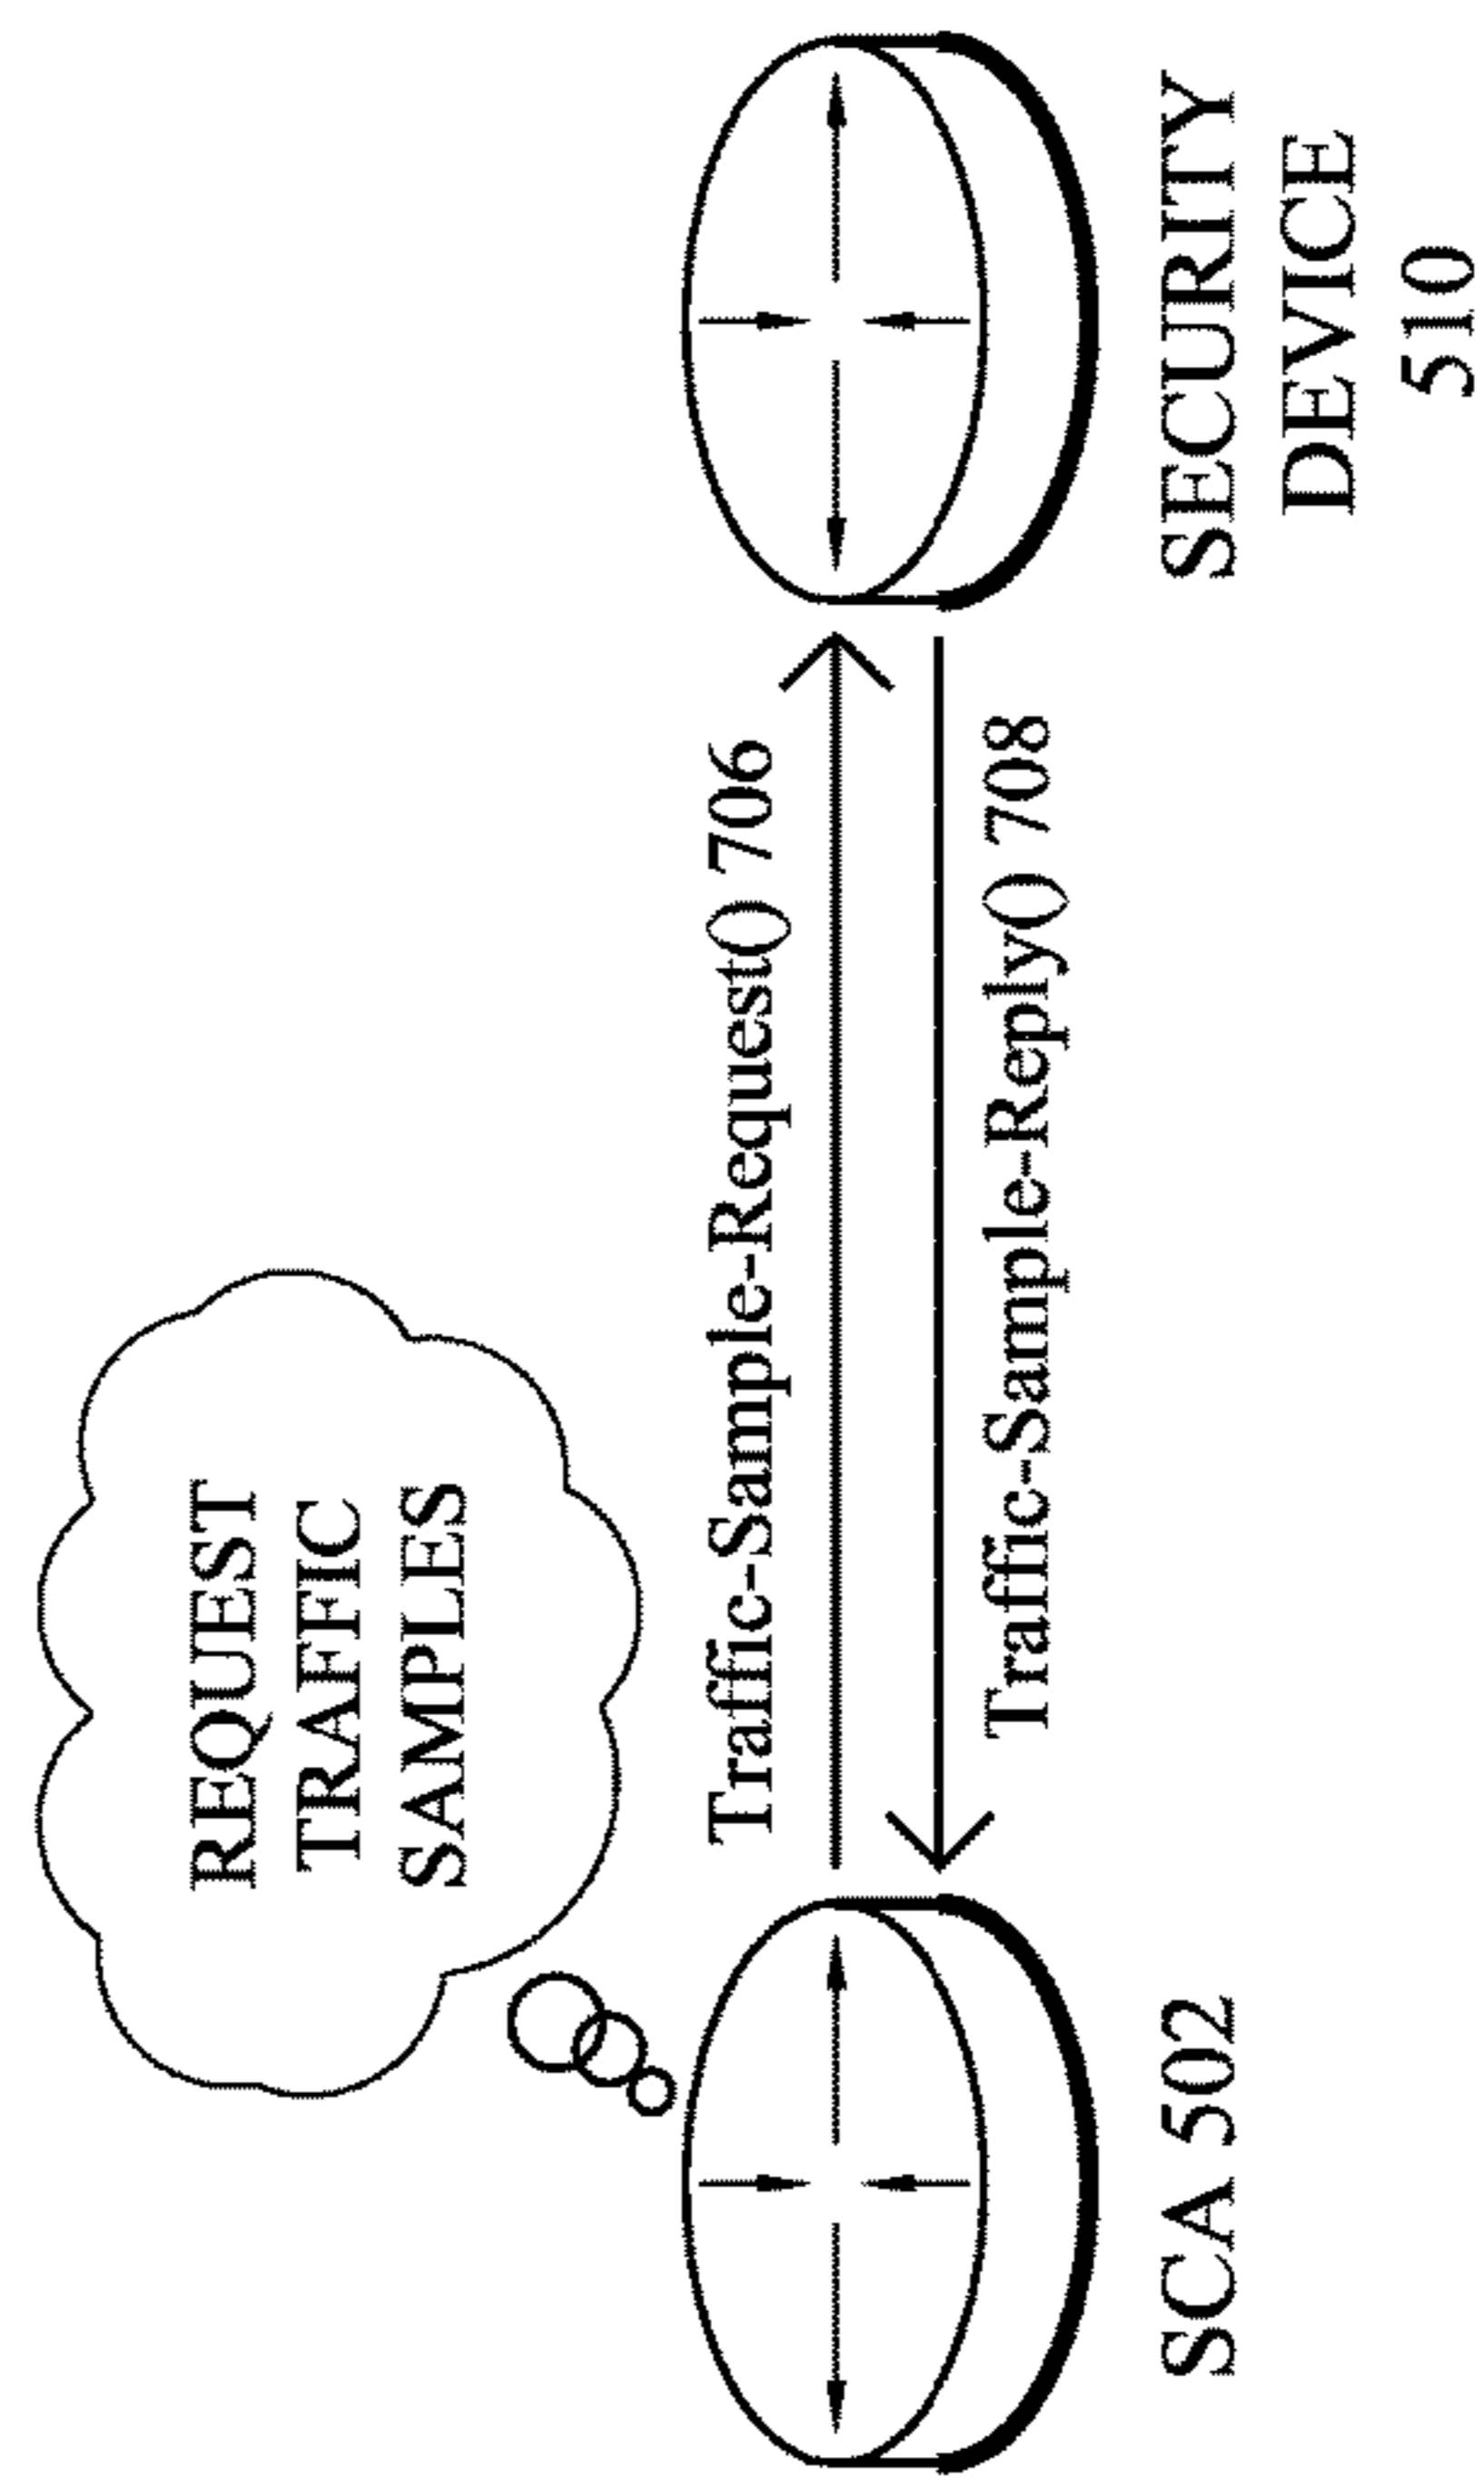 REQUEST
TRAFFIC
SAMPLES
Traffic-Sample-Request() 706
Traffic-Sample-Reply() 708
SCA 502
SECURITY
DEVICE
510